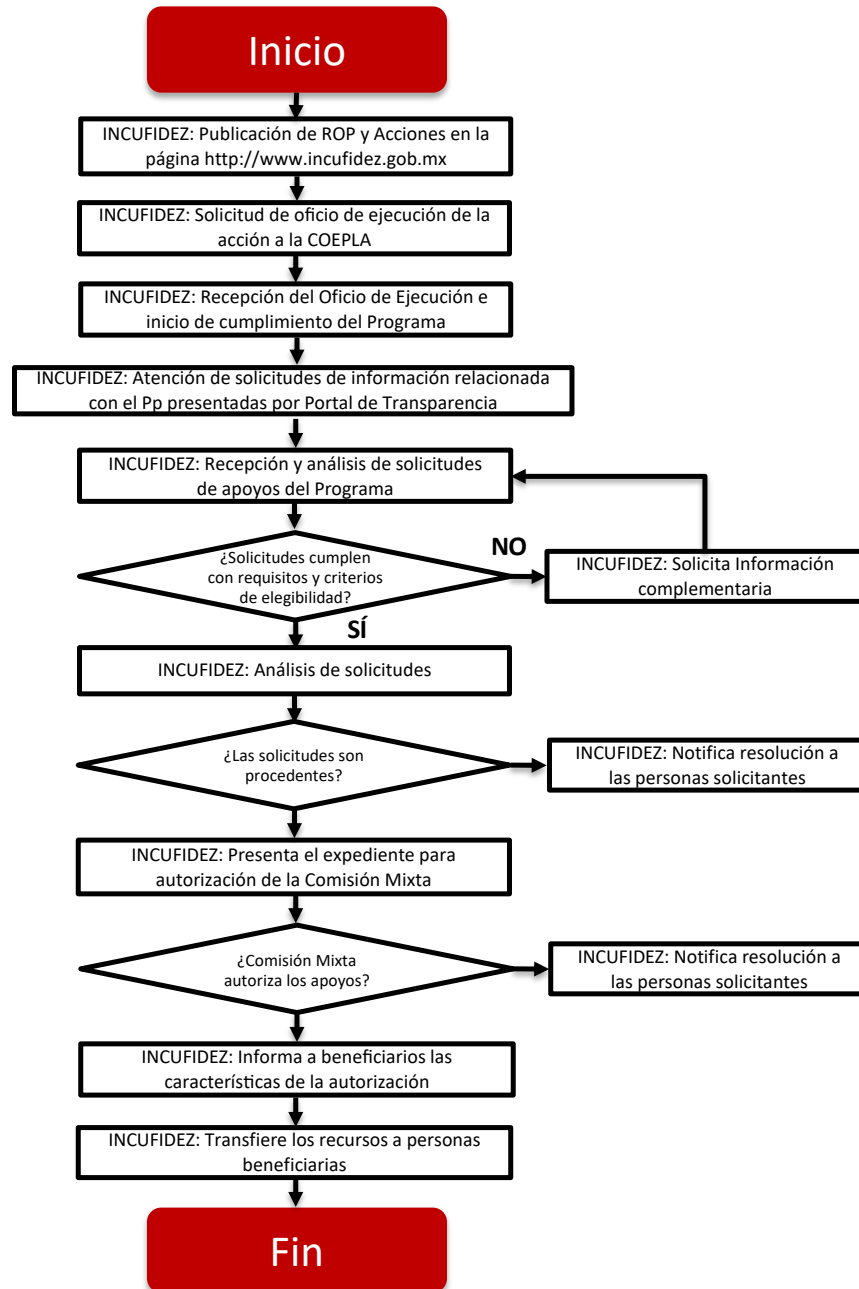 Inicio
INCUFIDEZ: Publicación de ROP y Acciones en la
página http://www.incufidez.gob.mx
INCUFIDEZ: Solicitud de oficio de ejecución de la
acción a la COEPLA
INCUFIDEZ: Recepción del Oficio de Ejecución e
inicio de cumplimiento del Programa
INCUFIDEZ: Atención de solicitudes de información relacionada
con el Pp presentadas por Portal de Transparencia
INCUFIDEZ: Recepción y análisis de solicitudes
de apoyos del Programa
¿Solicitudes cumplen
con requisitos y criterios
de elegibilidad?
NO
INCUFIDEZ: Solicita Información
complementaria
SÍ
INCUFIDEZ: Análisis de solicitudes
¿Las solicitudes son
procedentes?
INCUFIDEZ: Notifica resolución a
las personas solicitantes
INCUFIDEZ: Presenta el expediente para
autorización de la Comisión Mixta
¿Comisión Mixta
autoriza los apoyos?
INCUFIDEZ: Notifica resolución a
las personas solicitantes
INCUFIDEZ: Informa a beneficiarios las
características de la autorización
INCUFIDEZ: Transfiere los recursos a personas
beneficiarias
Fin